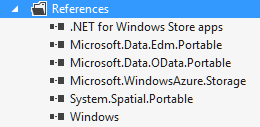 References
.NET for Windows Store apps
Microsoft.Data.Edm.Portable
Microsoft.Data.OData.Portable
Microsoft.WindowsAzure.Storage
System.Spatial.Portable
Windows